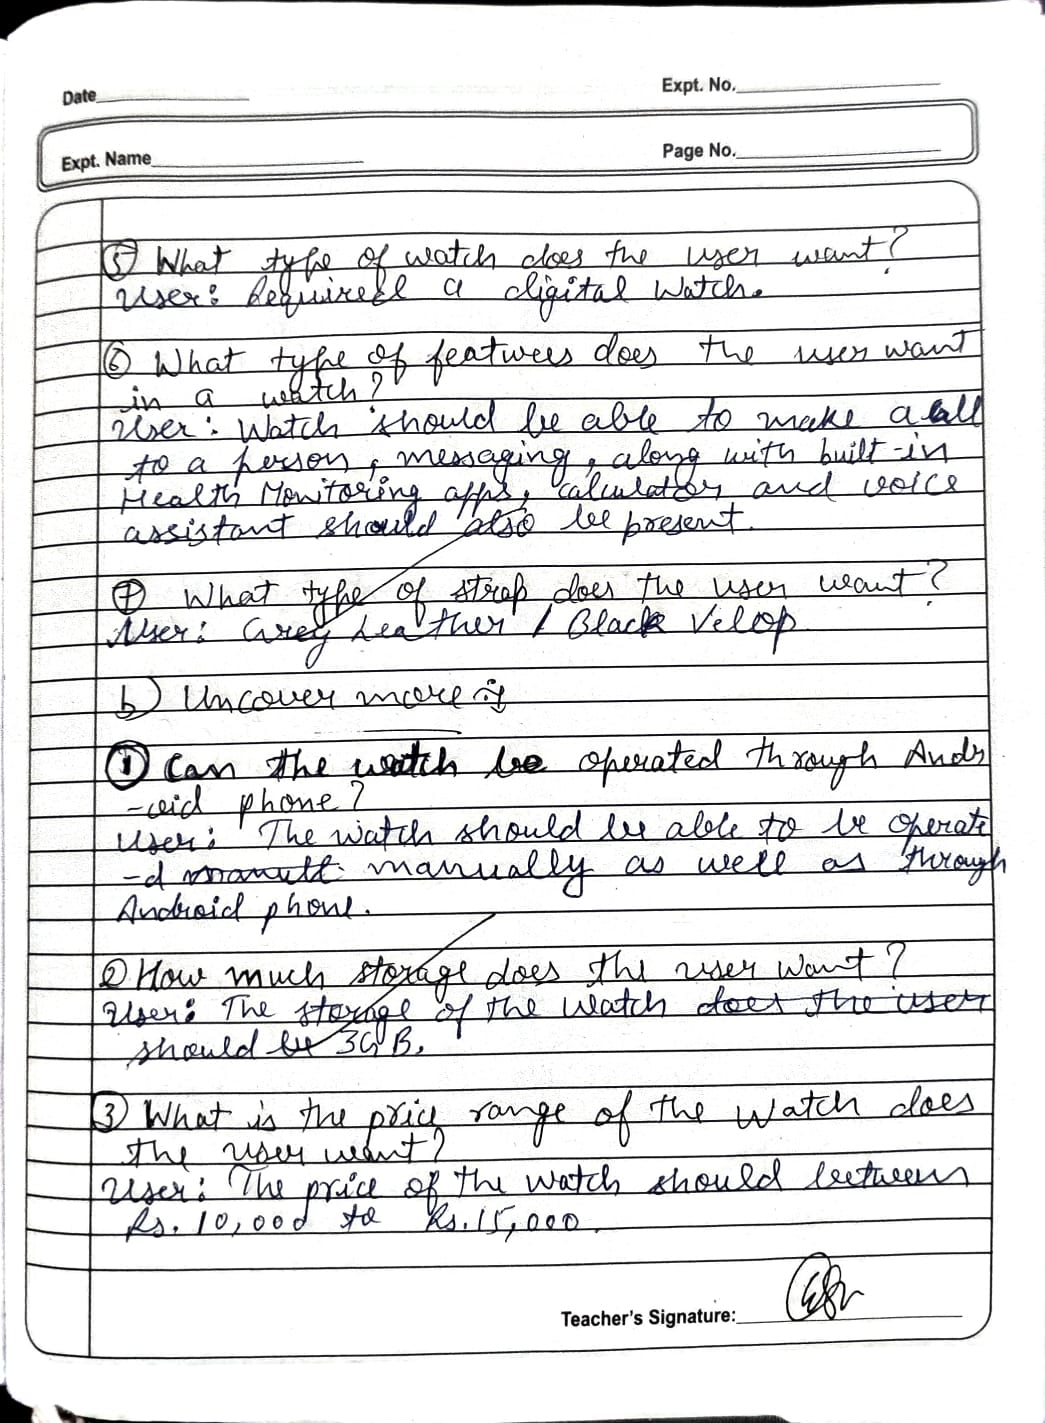 Date
Expt. No.
Expt. Name
Page No.
⑤ What type of watch does the user want?
User: Required a digital Watch.
⑥ What type of features does the user want
in a watch?
User: Watch should be able to make a call
to a person, messaging, along with built-in
Health Monitoring apps, calculator and voice
assistant should also be present.
⑦ What type of strap does the user want?
User: Grey Leather / Black Velop
b) Uncover more :-
① Can the watch be operated through Andr
-oid phone?
User: The watch should be able to be operate
-d manually as well as through
Android phone.
② How much storage does the user want?
User: The storage of the watch does the user
should be 3GB.
③ What is the price range of the watch does
the user want?
User: The price of the watch should between
Rs. 10,000 to Rs. 15,000.
Teacher's Signature: